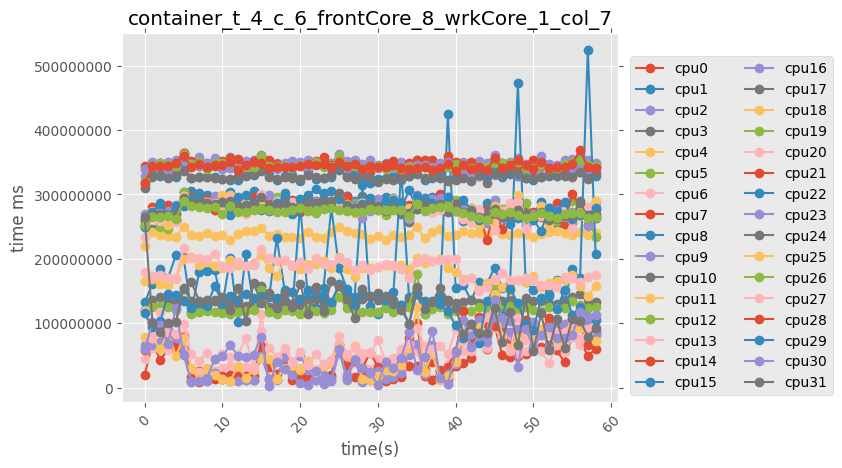 container_t_4_c_6_frontCore_8_wrkCore_1_col_7
time ms
500000000
400000000
300000000
200000000
100000000
0
0
10
20
30
40
50
60
time(s)
cpu0
cpu1
cpu2
cpu3
cpu4
cpu5
cpu6
cpu7
cpu8
cpu9
cpu10
cpu11
cpu12
cpu13
cpu14
cpu15
cpu16
cpu17
cpu18
cpu19
cpu20
cpu21
cpu22
cpu23
cpu24
cpu25
cpu26
cpu27
cpu28
cpu29
cpu30
cpu31